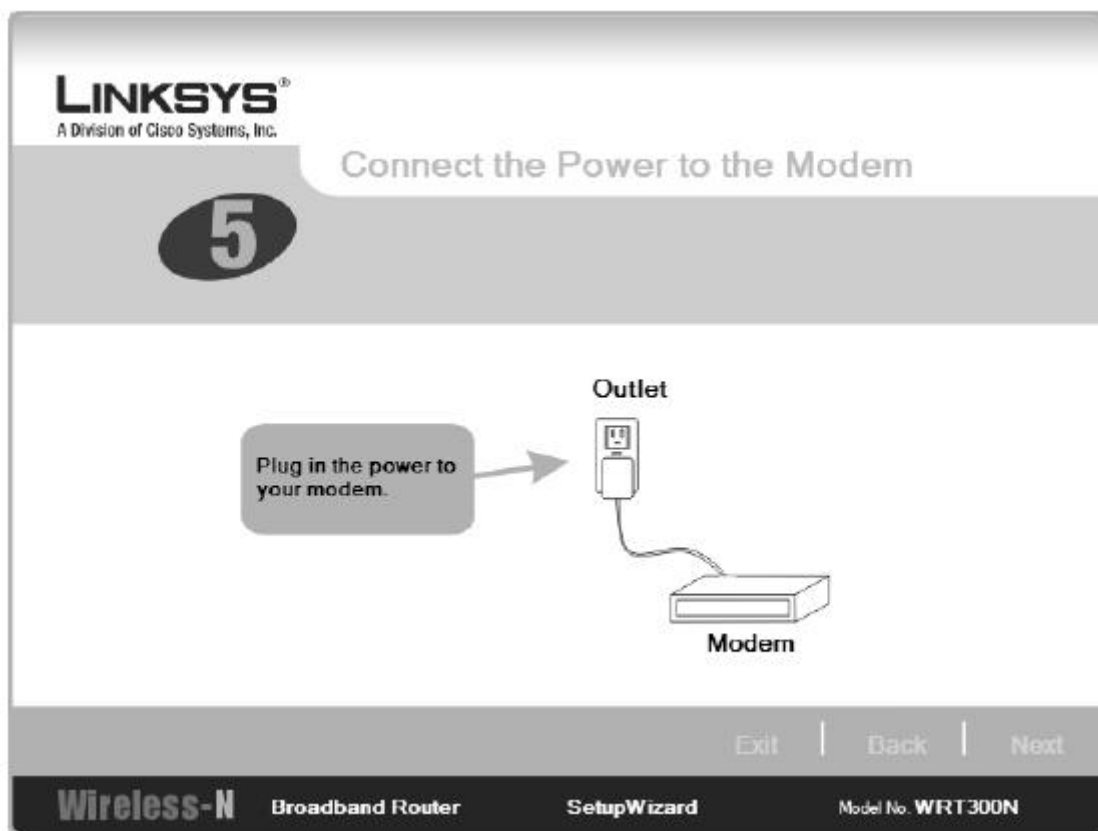 LINKSYS®
A Division of Cisco Systems, Inc.
Connect the Power to the Modem
5
Outlet
Plug in the power to
your modem.
Modem
Exit | Back | Next
Wireless-N Broadband Router SetupWizard Model No. WRT300N